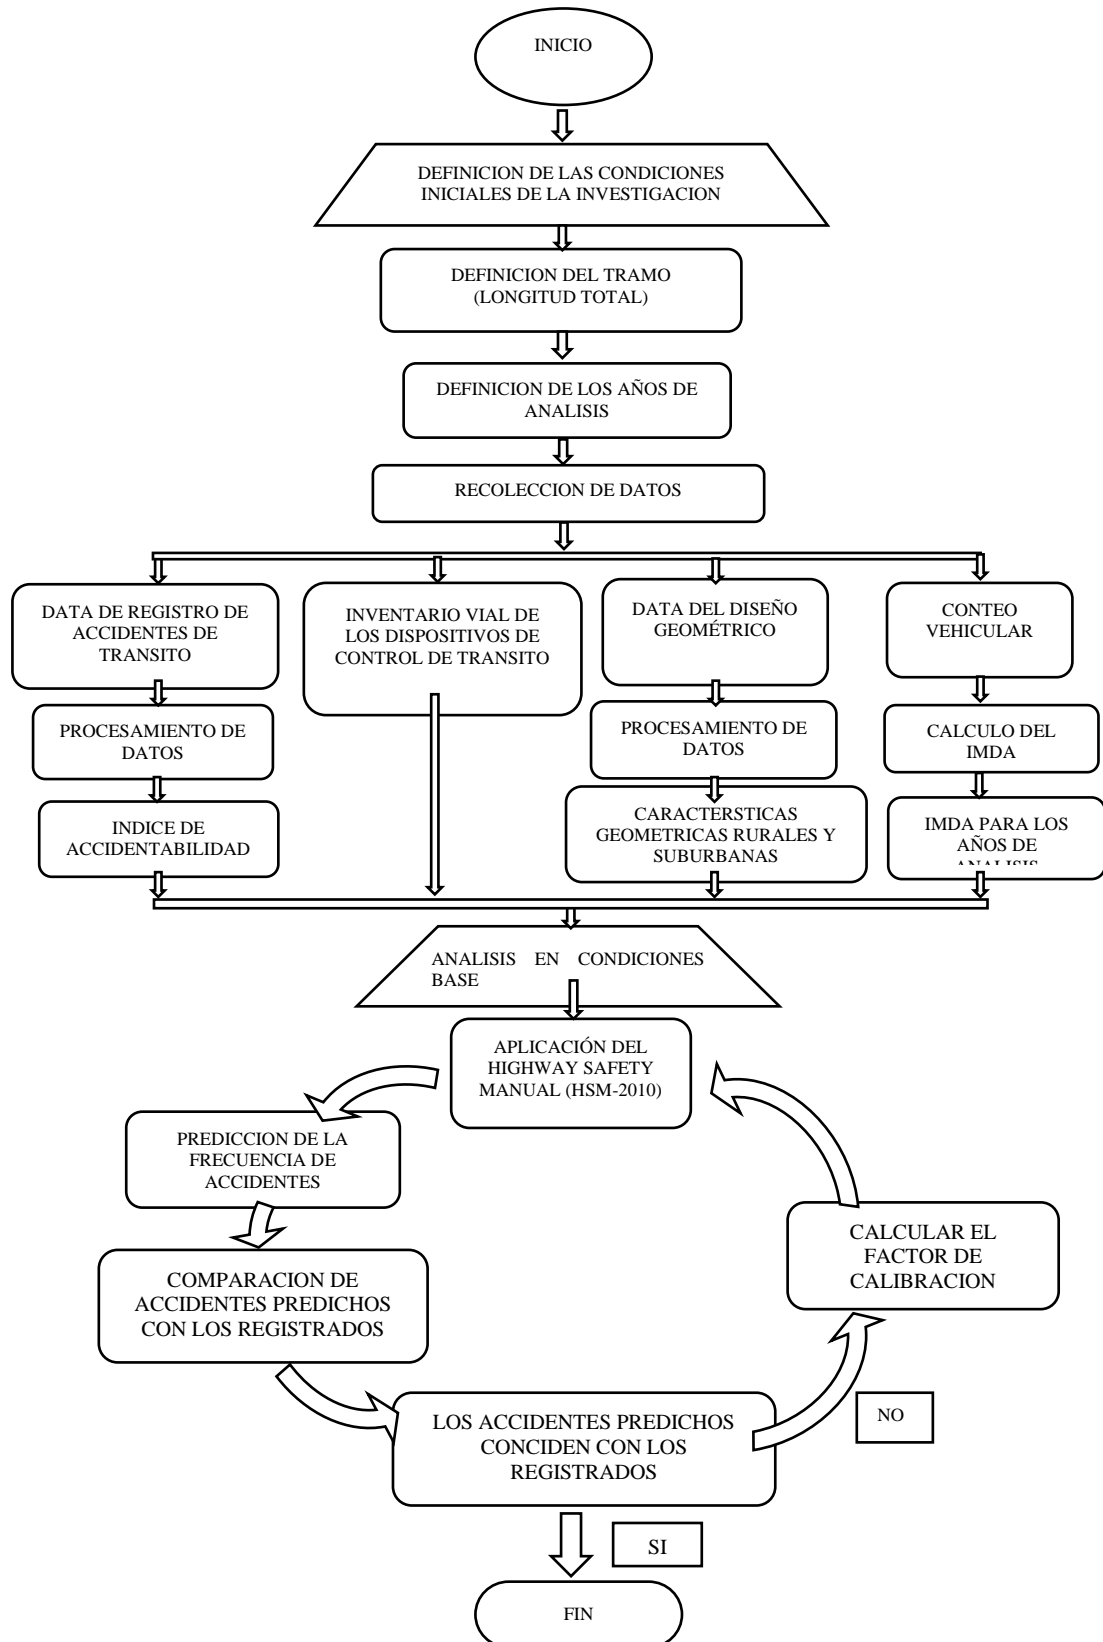 INICIO
DEFINICION DE LAS CONDICIONES
INICIALES DE LA INVESTIGACION
DEFINICION DEL TRAMO
(LONGITUD TOTAL)
DEFINICION DE LOS AÑOS DE
ANALISIS
RECOLECCION DE DATOS
DATA DE REGISTRO DE
ACCIDENTES DE
TRANSITO
INVENTARIO VIAL DE
LOS DISPOSITIVOS DE
CONTROL DE TRANSITO
DATA DEL DISEÑO
GEOMÉTRICO
CONTEO
VEHICULAR
PROCESAMIENTO DE
DATOS
PROCESAMIENTO DE
DATOS
CALCULO DEL
IMDA
INDICE DE
ACCIDENTABILIDAD
CARACTERSTICAS
GEOMETRICAS RURALES Y
SUBURBANAS
IMDA PARA LOS
AÑOS DE
ANALISIS
ANALISIS EN CONDICIONES
BASE
APLICACIÓN DEL
HIGHWAY SAFETY
MANUAL (HSM-2010)
PREDICCION DE LA
FRECUENCIA DE
ACCIDENTES
COMPARACION DE
ACCIDENTES PREDICHOS
CON LOS REGISTRADOS
CALCULAR EL
FACTOR DE
CALIBRACION
LOS ACCIDENTES PREDICHOS
CONCIDEN CON LOS
REGISTRADOS
NO
SI
FIN